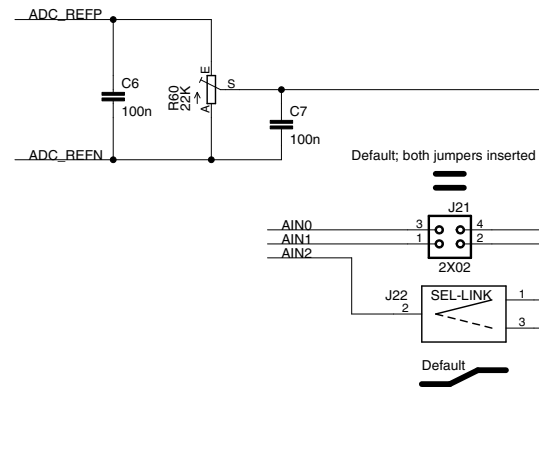 ADC_REFP
C6
100n
R60
22K
E
A
S
C7
100n
ADC_REFN
Default; both jumpers inserted
J21
AIN0 3 4
AIN1 1 2
AIN2
2X02
J22 SEL-LINK 1
2
3
Default